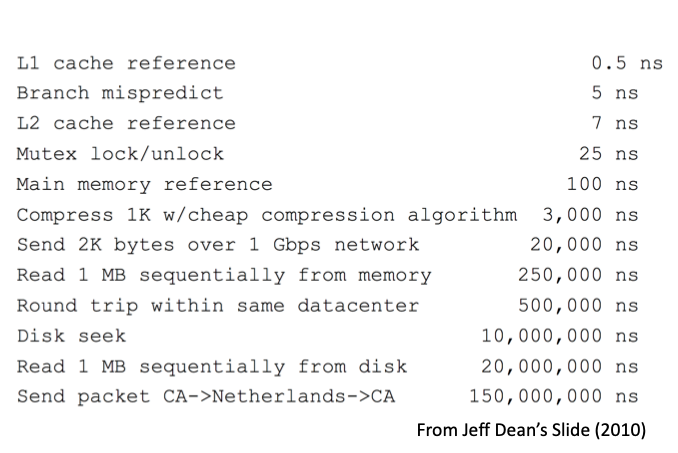 L1 cache reference 0.5 ns
Branch mispredict 5 ns
L2 cache reference 7 ns
Mutex lock/unlock 25 ns
Main memory reference 100 ns
Compress 1K w/cheap compression algorithm 3,000 ns
Send 2K bytes over 1 Gbps network 20,000 ns
Read 1 MB sequentially from memory 250,000 ns
Round trip within same datacenter 500,000 ns
Disk seek 10,000,000 ns
Read 1 MB sequentially from disk 20,000,000 ns
Send packet CA->Netherlands->CA 150,000,000 ns
From Jeff Dean’s Slide (2010)